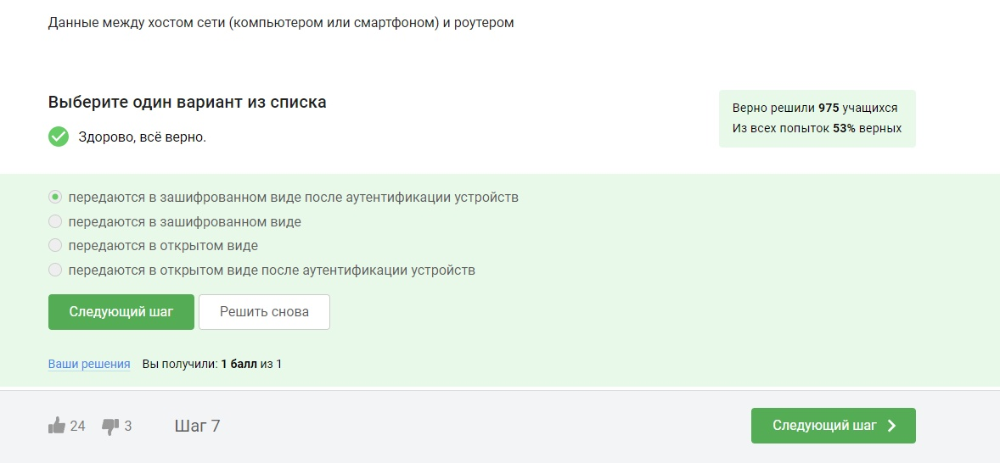 Данные между хостом сети (компьютером или смартфоном) и роутером
Выберите один вариант из списка
Здорово, всё верно.
Верно решили 975 учащихся
Из всех попыток 53% верных
передаются в зашифрованном виде после аутентификации устройств
передаются в зашифрованном виде
передаются в открытом виде
передаются в открытом виде после аутентификации устройств
Следующий шаг Решить снова
Ваши решения Вы получили: 1 балл из 1
24 3 Шаг 7 Следующий шаг